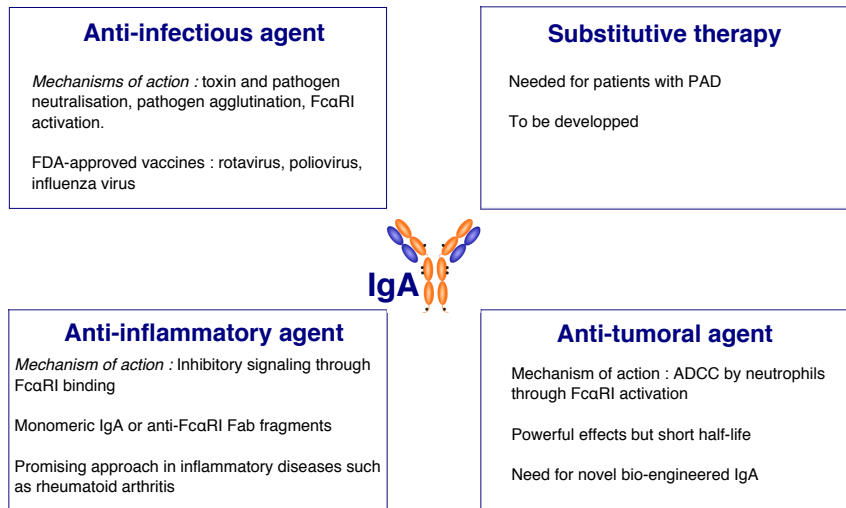 Anti-infectious agent
Mechanisms of action : toxin and pathogen
neutralisation, pathogen agglutination, FcαRI
activation.
FDA-approved vaccines : rotavirus, poliovirus,
influenza virus
Substitutive therapy
Needed for patients with PAD
To be developped
IgA
Anti-inflammatory agent
Mechanism of action : Inhibitory signaling through
FcαRI binding
Monomeric IgA or anti-FcαRI Fab fragments
Promising approach in inflammatory diseases such
as rheumatoid arthritis
Anti-tumoral agent
Mechanism of action : ADCC by neutrophils
through FcαRI activation
Powerful effects but short half-life
Need for novel bio-engineered IgA